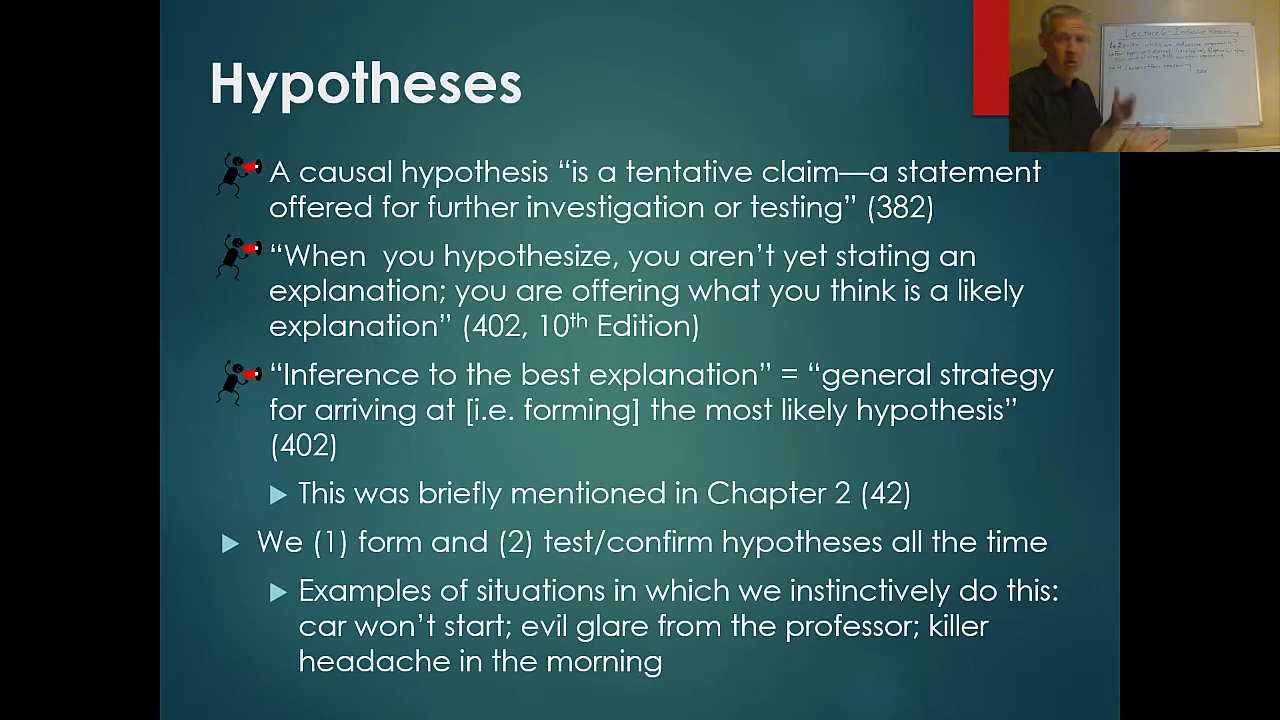 Hypotheses
Lecture 6 - Inductive Reasoning
A causal hypothesis “is a tentative claim—a statement
offered for further investigation or testing” (382)
“When  you hypothesize, you aren’t yet stating an
explanation; you are offering what you think is a likely
explanation” (402, 10th Edition)
“Inference to the best explanation” = “general strategy
for arriving at [i.e. forming] the most likely hypothesis”
(402)
This was briefly mentioned in Chapter 2 (42)
We (1) form and (2) test/confirm hypotheses all the time
Examples of situations in which we instinctively do this:
car won’t start; evil glare from the professor; killer
headache in the morning